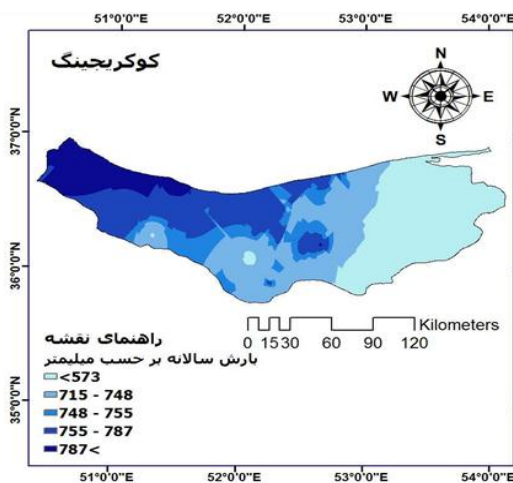 51°0'0"E 52°0'0"E 53°0'0"E 54°0'0"E
کوکریجینگ
N
W E
S
37°0'0"N
36°0'0"N
35°0'0"N
Kilometers
0 15 30 60 90 120
راهنمای نقشه
بارش سالانه بر حسب میلیمتر
<573
715 - 748
748 - 755
755 - 787
787<
51°0'0"E 52°0'0"E 53°0'0"E 54°0'0"E